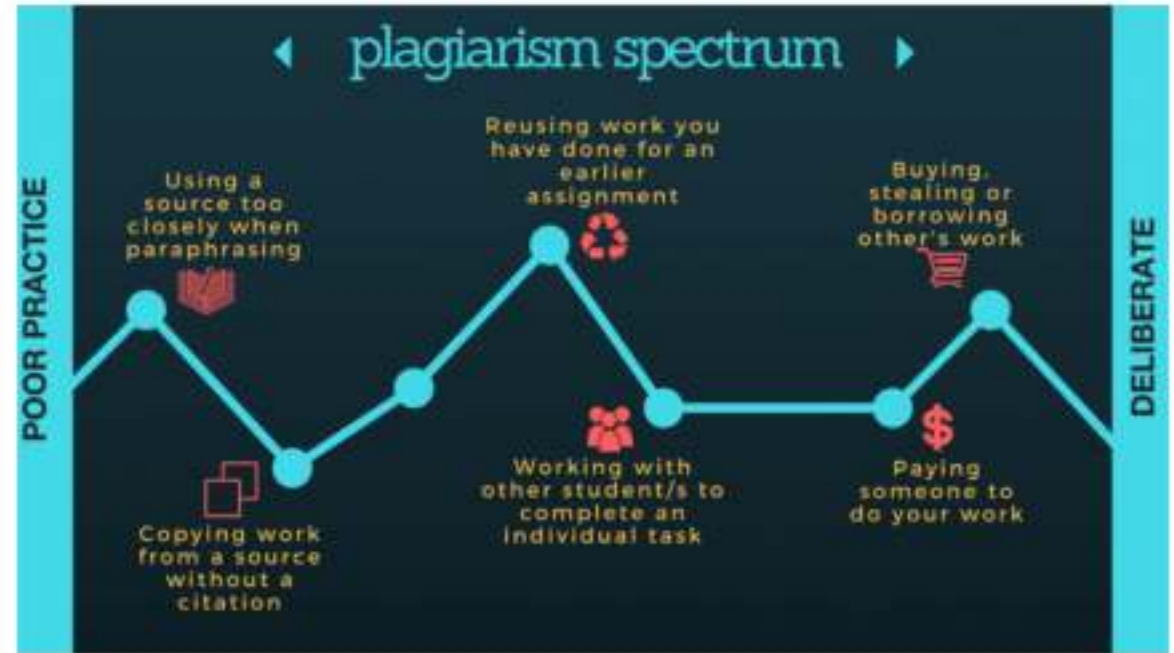 plagiarism spectrum
POOR PRACTICE
Using a
source too
closely when
paraphrasing
Copying work
from a source
without a
citation
Reusing work you
have done for an
earlier
assignment
Working with
other student/s to
complete an
individual task
Buying,
stealing or
borrowing
other's work
$
Paying
someone to
do your work
DELIBERATE